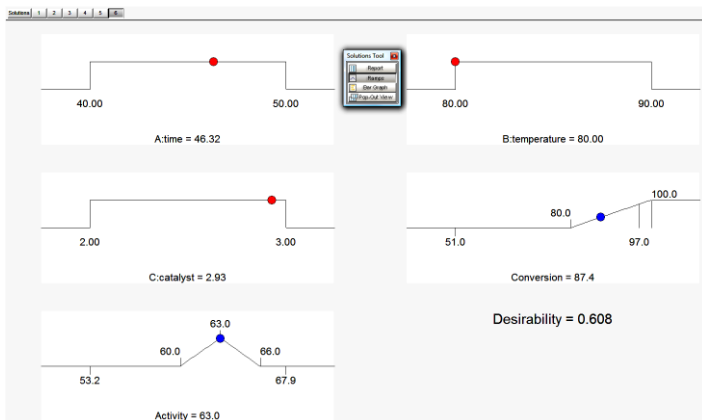 Solutions 1 2 3 4 5 6
40.00 50.00
A:time = 46.32
Solutions Tool
Report
Ramps
Bar Graph
Pop-Out View
80.00 90.00
B:temperature = 80.00
2.00 3.00
C:catalyst = 2.93
80.0 100.0
51.0 97.0
Conversion = 87.4
63.0
60.0 66.0
53.2 67.9
Activity = 63.0
Desirability = 0.608